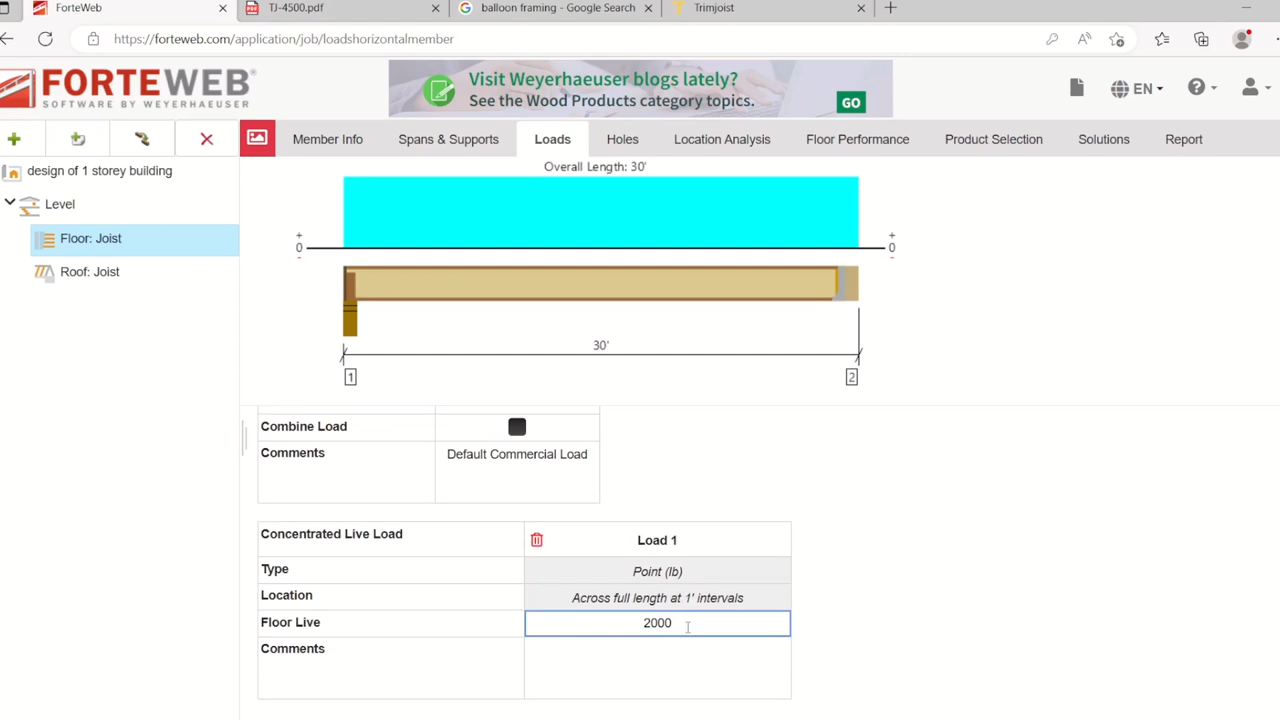 ForteWeb
TJ-4500.pdf
balloon framing - Google Search
Trimjoist
https://forteweb.com/application/job/loadshorizontalmember
FORTEWEB®
SOFTWARE BY WEYERHAEUSER
Visit Weyerhaeuser blogs lately?
See the Wood Products category topics.
GO
EN
Member Info
Spans & Supports
Loads
Holes
Location Analysis
Floor Performance
Product Selection
Solutions
Report
design of 1 storey building
Level
Floor: Joist
Roof: Joist
Overall Length: 30'
+
0
-
+
0
-
30'
1
2
Combine Load
Comments
Default Commercial Load
Concentrated Live Load
Load 1
Type
Point (lb)
Location
Across full length at 1' intervals
Floor Live
2000
Comments